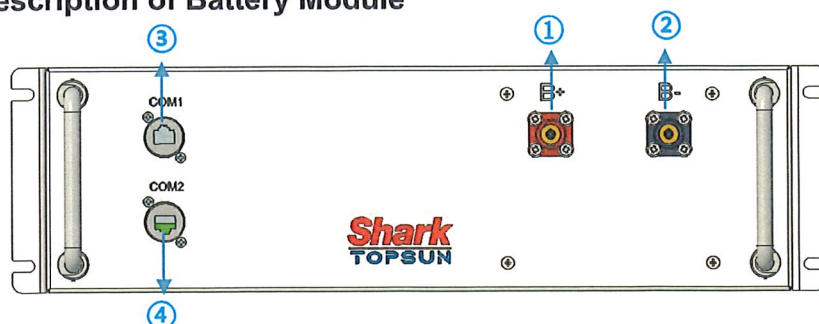 escription of Battery Module
③
①
②
COM1
B+
B-
COM2
Shark
TOPSUN
④